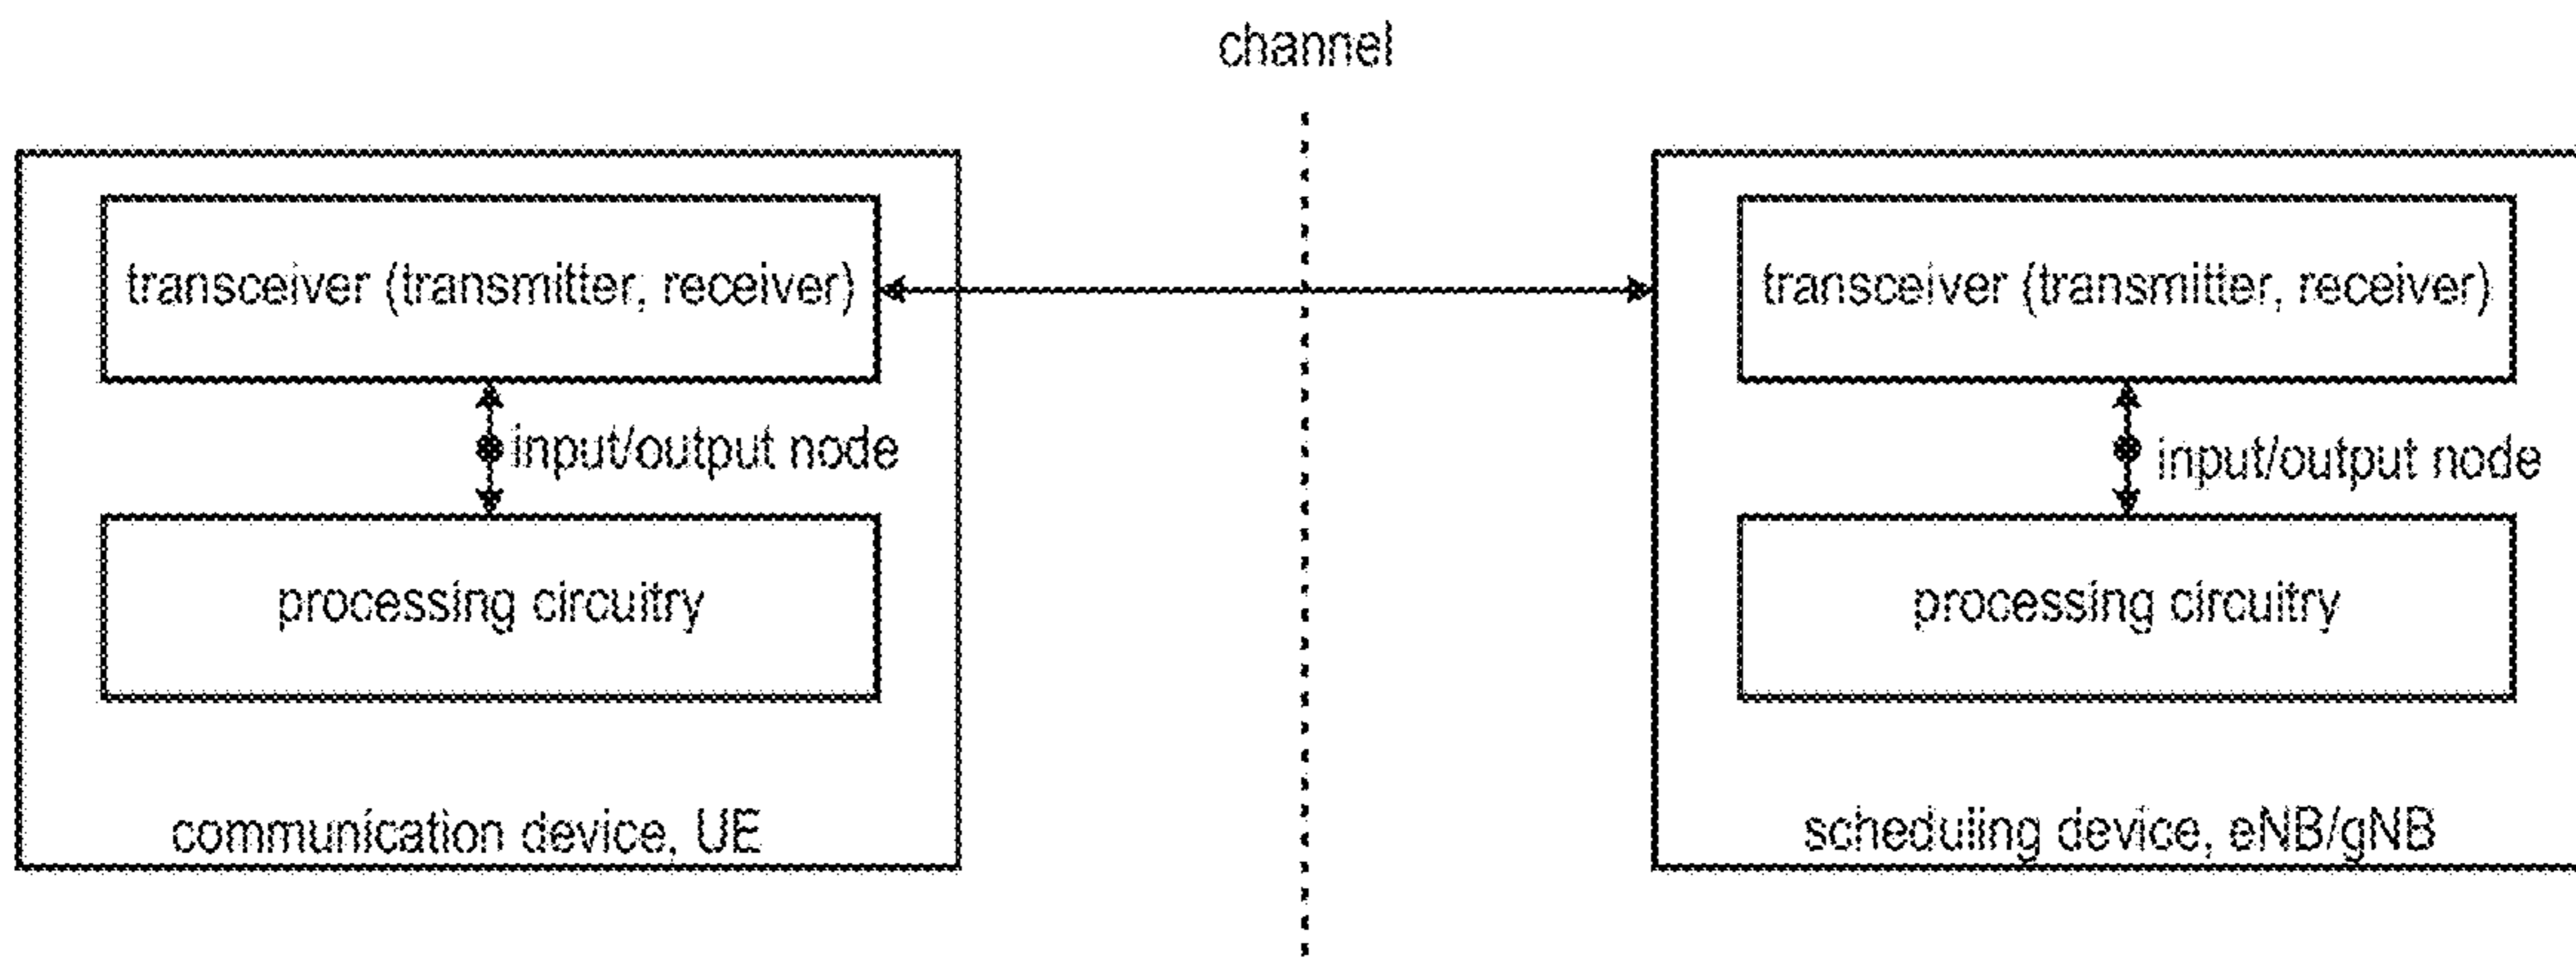 channel
transceiver (transmitter, receiver)
input/output node
processing circuitry
communication device, UE
transceiver (transmitter, receiver)
input/output node
processing circuitry
scheduling device, eNB/gNB